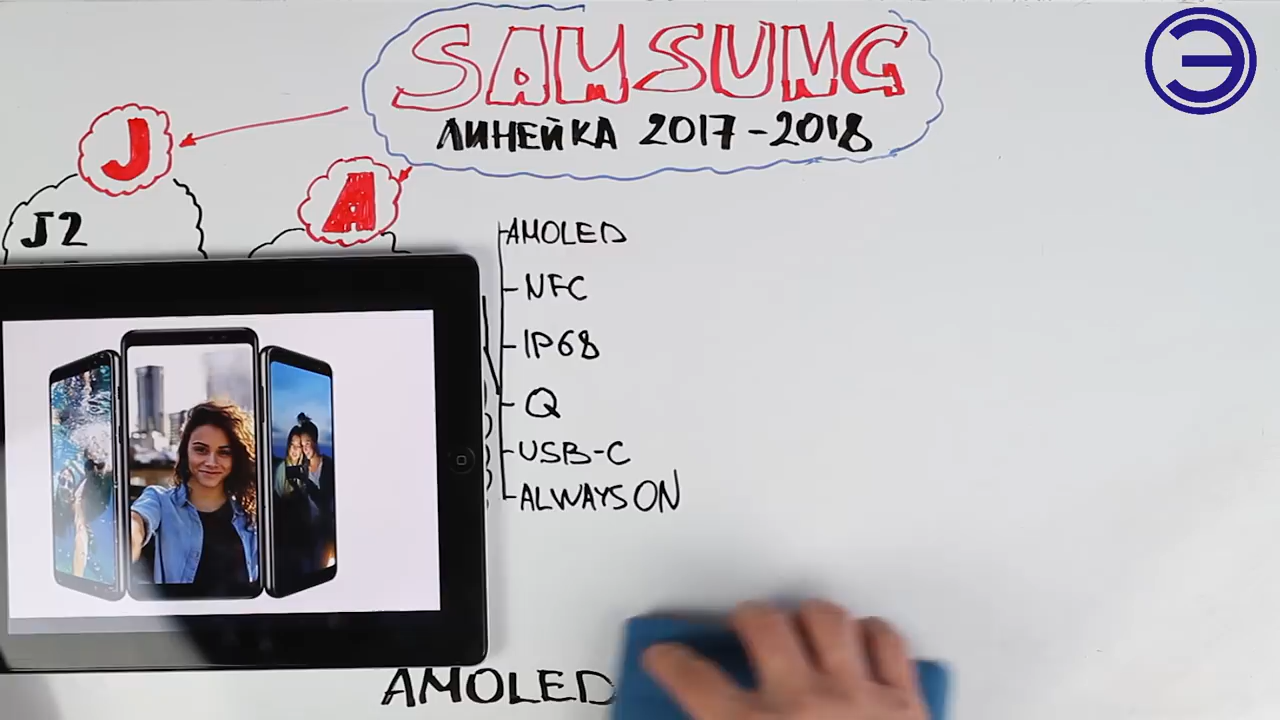 SAMSUNG
ЛИНЕЙКА 2017-2018
J
A
J2
AMOLED
NFC
IP68
Q
USB-C
ALWAYS ON
AMOLED
Э